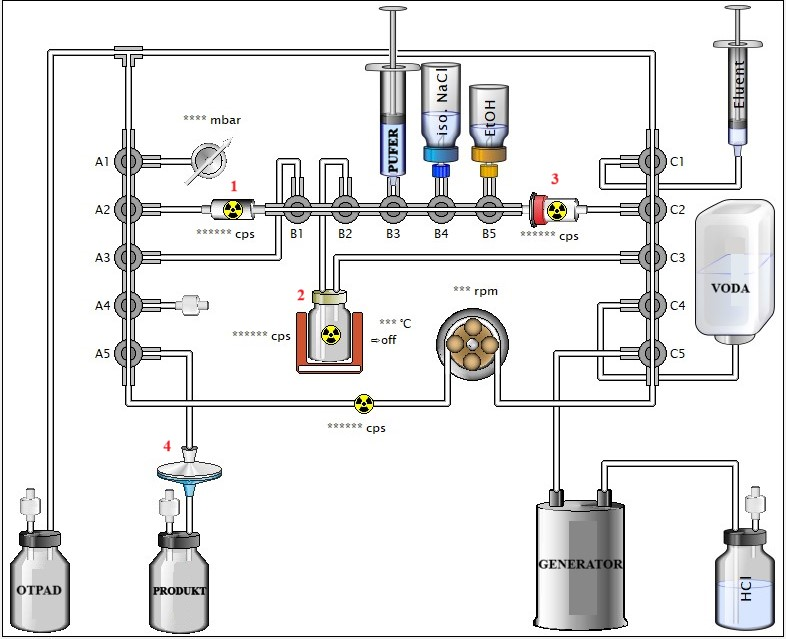 Eluent
iso. NaCl
EtOH
PUFER
**** mbar
A1
C1
1
3
A2
C2
****** cps
B1
B2
B3
B4
B5
****** cps
A3
C3
VODA
2
*** rpm
A4
C4
*** °C
****** cps
⇨off
A5
C5
****** cps
4
OTPAD
PRODUKT
GENERATOR
HCl